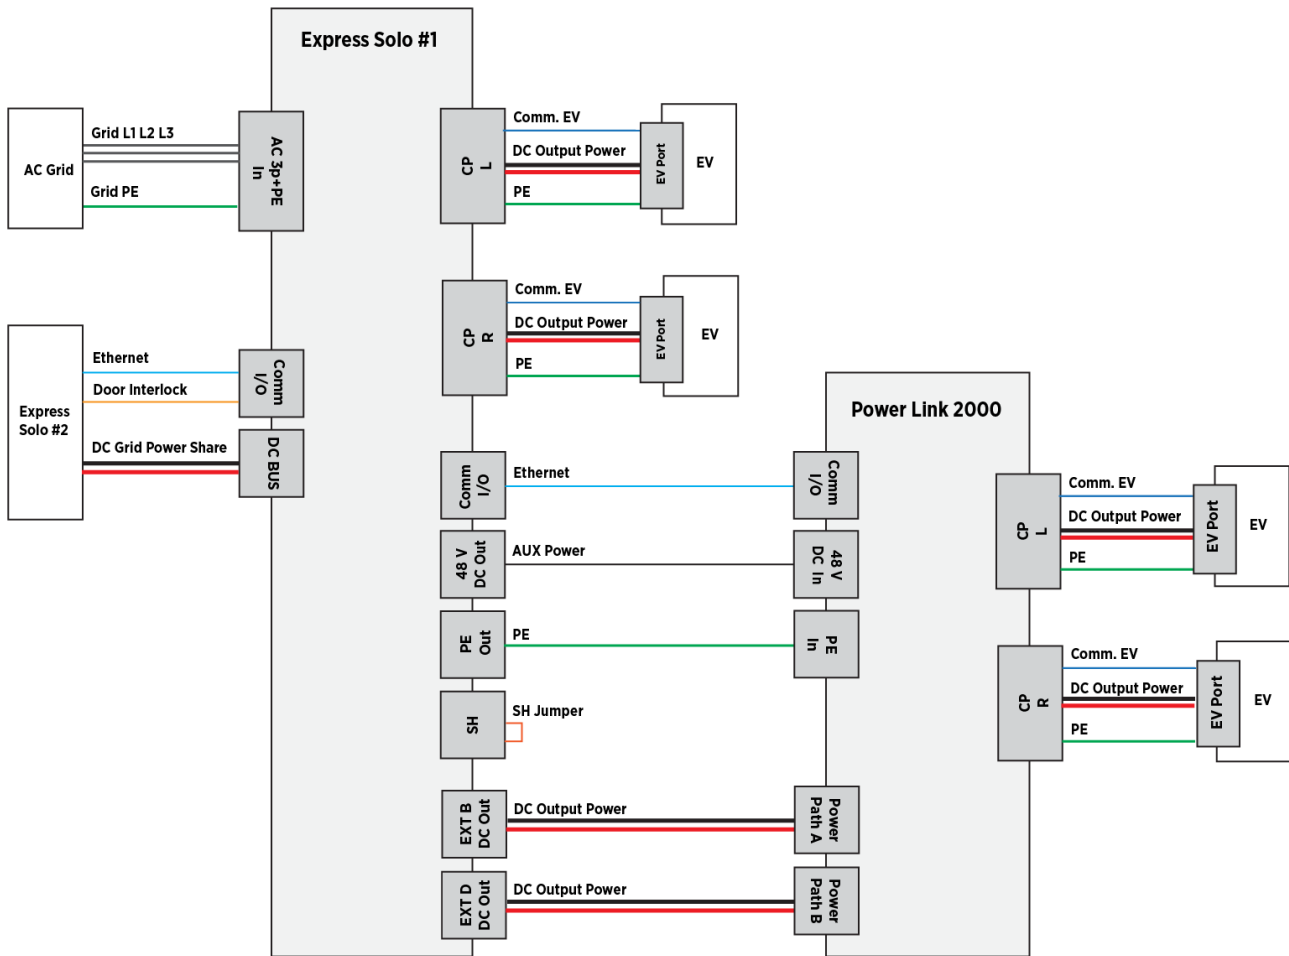 Express Solo #1
AC Grid
Grid L1 L2 L3
Grid PE
AC 3p+PE
In
CP
L
Comm. EV
DC Output Power
PE
EV Port
EV
CP
R
Comm. EV
DC Output Power
PE
EV Port
EV
Express
Solo #2
Ethernet
Door Interlock
DC Grid Power Share
Comm
I/O
DC BUS
Comm
I/O
Ethernet
48 V
DC Out
AUX Power
PE
Out
PE
SH
SH Jumper
EXT B
DC Out
DC Output Power
EXT D
DC Out
DC Output Power
Power Link 2000
Comm
I/O
48 V
DC In
PE
In
Power
Path A
Power
Path B
CP
L
Comm. EV
DC Output Power
PE
EV Port
EV
CP
R
Comm. EV
DC Output Power
PE
EV Port
EV